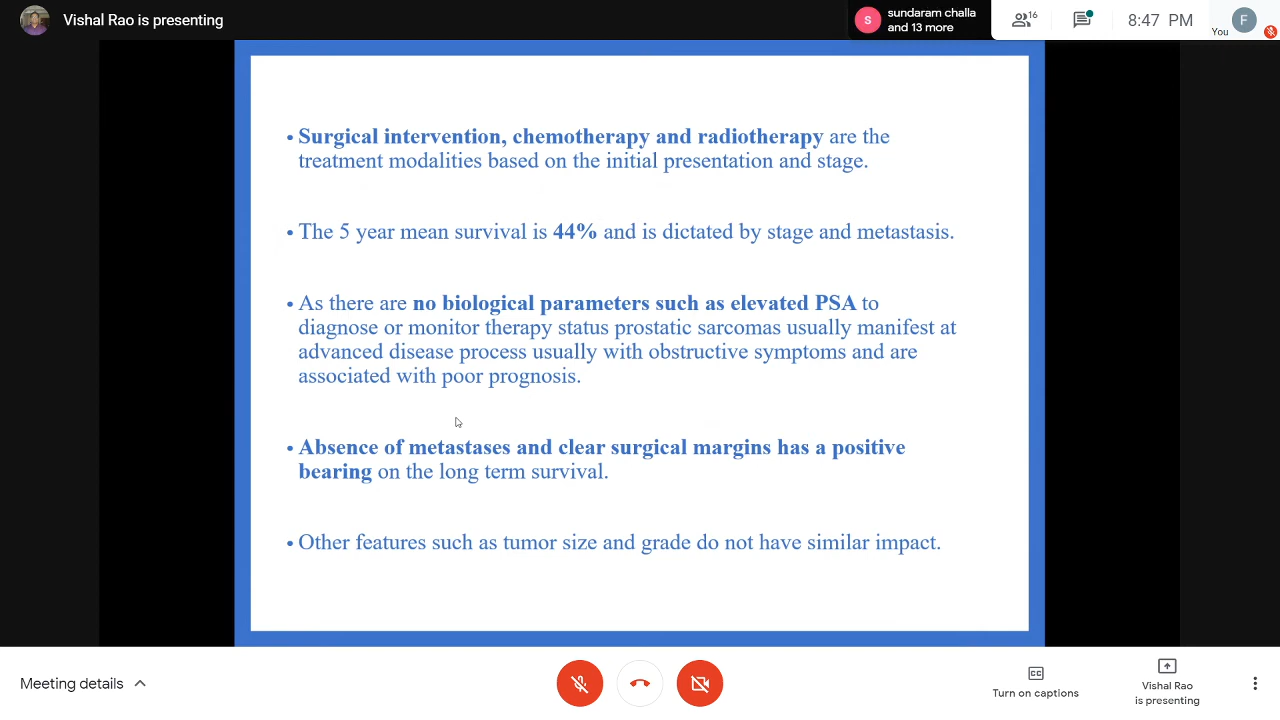 Vishal Rao is presenting
S
sundaram challa
and 13 more
16
8:47 PM
You
F
• Surgical intervention, chemotherapy and radiotherapy are the
treatment modalities based on the initial presentation and stage.
• The 5 year mean survival is 44% and is dictated by stage and metastasis.
• As there are no biological parameters such as elevated PSA to
diagnose or monitor therapy status prostatic sarcomas usually manifest at
advanced disease process usually with obstructive symptoms and are
associated with poor prognosis.
• Absence of metastases and clear surgical margins has a positive
bearing on the long term survival.
• Other features such as tumor size and grade do not have similar impact.
Meeting details
CC
Turn on captions
Vishal Rao
is presenting